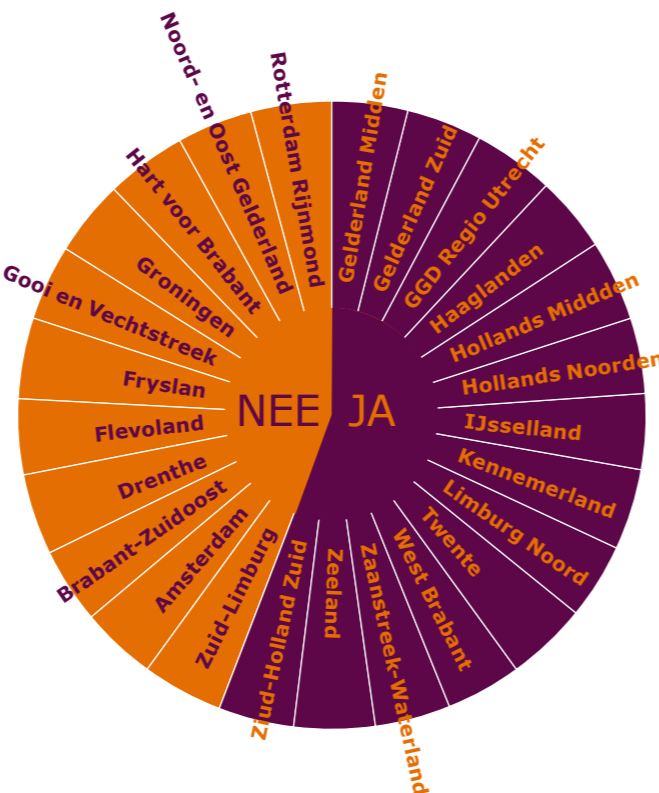 NEE
JA
Gelderland Midden
Gelderland Zuid
GGD Regio Utrecht
Haaglanden
Hollands Middden
Hollands Noorden
IJsselland
Kennemerland
Limburg Noord
Twente
West Brabant
Zaanstreek-Waterland
Zeeland
Ziud-Holland Zuid
Zuid-Limburg
Amsterdam
Brabant-Zuidoost
Drenthe
Flevoland
Fryslan
Gooi en Vechtstreek
Groningen
Hart voor Brabant
Noord- en Oost Gelderland
Rotterdam Rijnmond